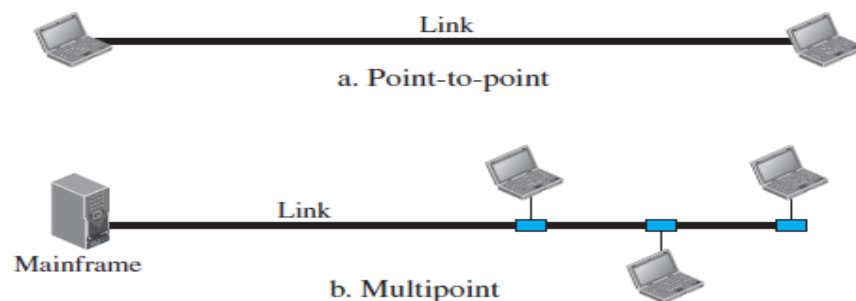 Link
a. Point-to-point
Link
Mainframe
b. Multipoint